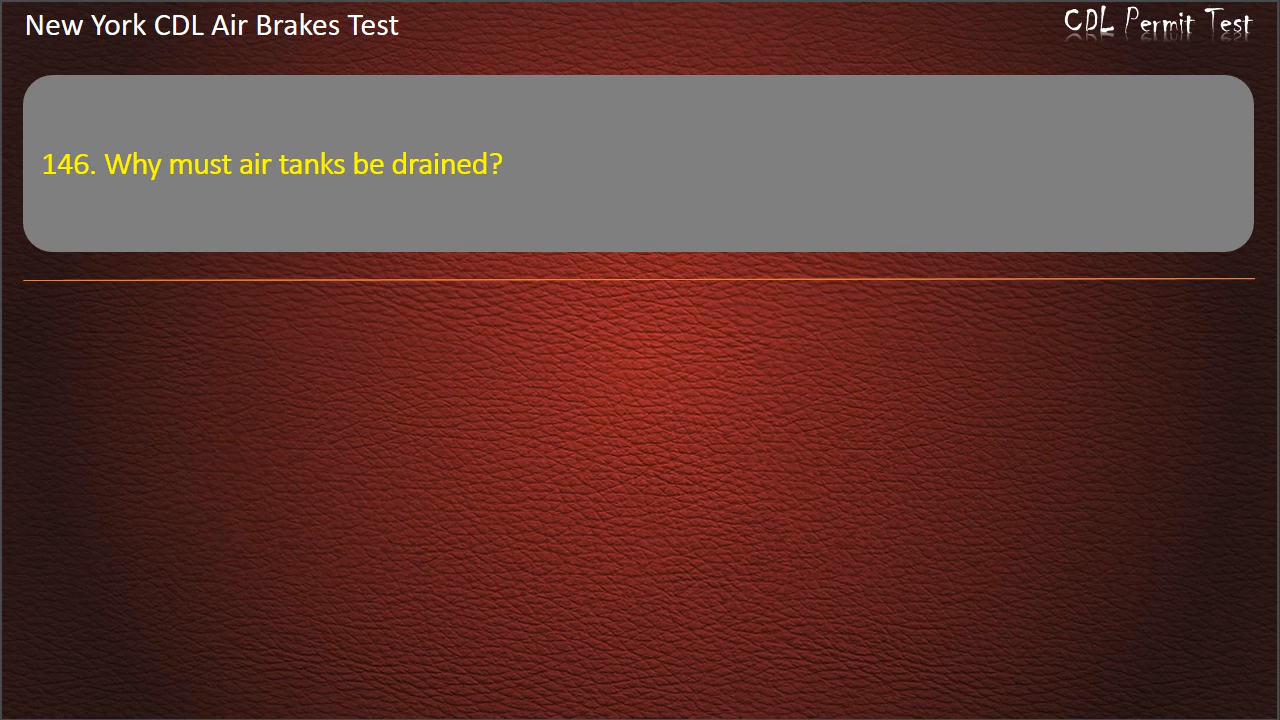 New York CDL Air Brakes Test
CDL Permit Test
146. Why must air tanks be drained?